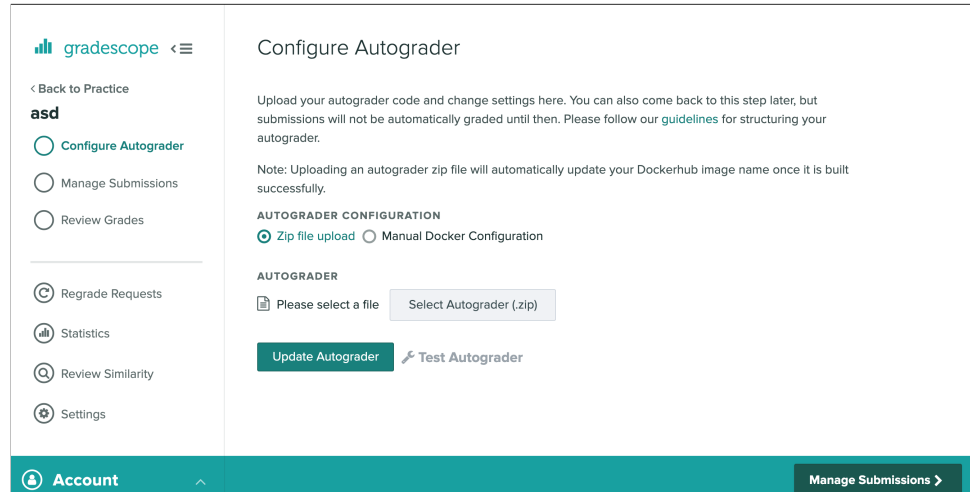 gradescope
Back to Practice
asd
Configure Autograder
Manage Submissions
Review Grades
Regrade Requests
Statistics
Review Similarity
Settings
Account
Configure Autograder
Upload your autograder code and change settings here. You can also come back to this step later, but
submissions will not be automatically graded until then. Please follow our guidelines for structuring your
autograder.
Note: Uploading an autograder zip file will automatically update your Dockerhub image name once it is built
successfully.
AUTOGRADER CONFIGURATION
Zip file upload Manual Docker Configuration
AUTOGRADER
Please select a file Select Autograder (.zip)
Update Autograder Test Autograder
Manage Submissions